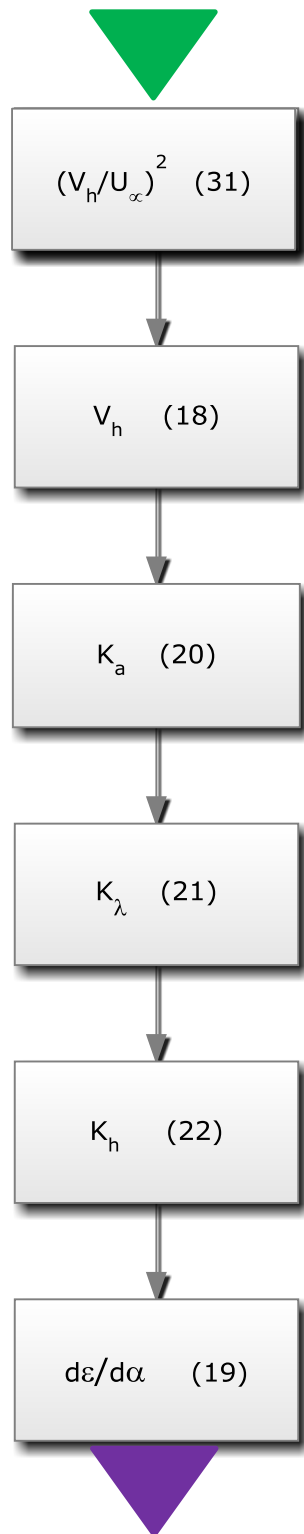 (V_h/U_∞)^2 (31)
V_h (18)
K_a (20)
K_λ (21)
K_h (22)
dε/dα (19)